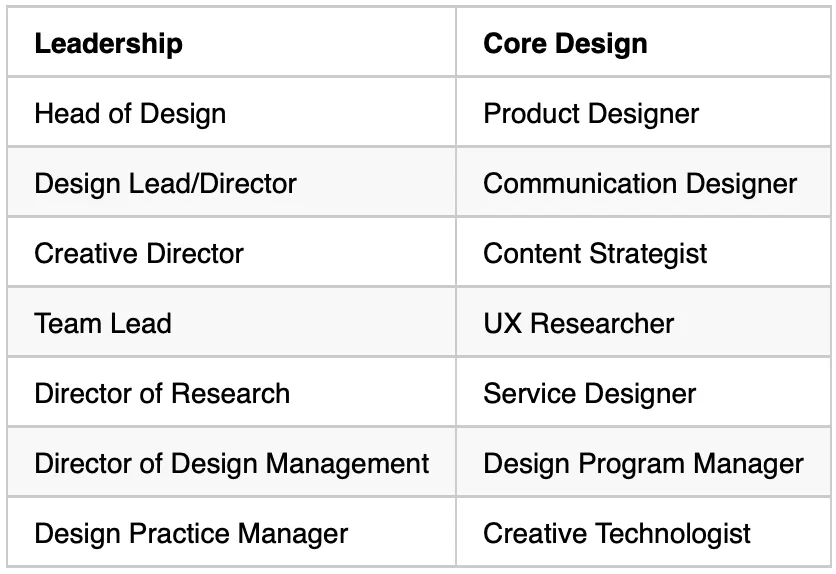 Leadership Core Design
Head of Design Product Designer
Design Lead/Director Communication Designer
Creative Director Content Strategist
Team Lead UX Researcher
Director of Research Service Designer
Director of Design Management Design Program Manager
Design Practice Manager Creative Technologist